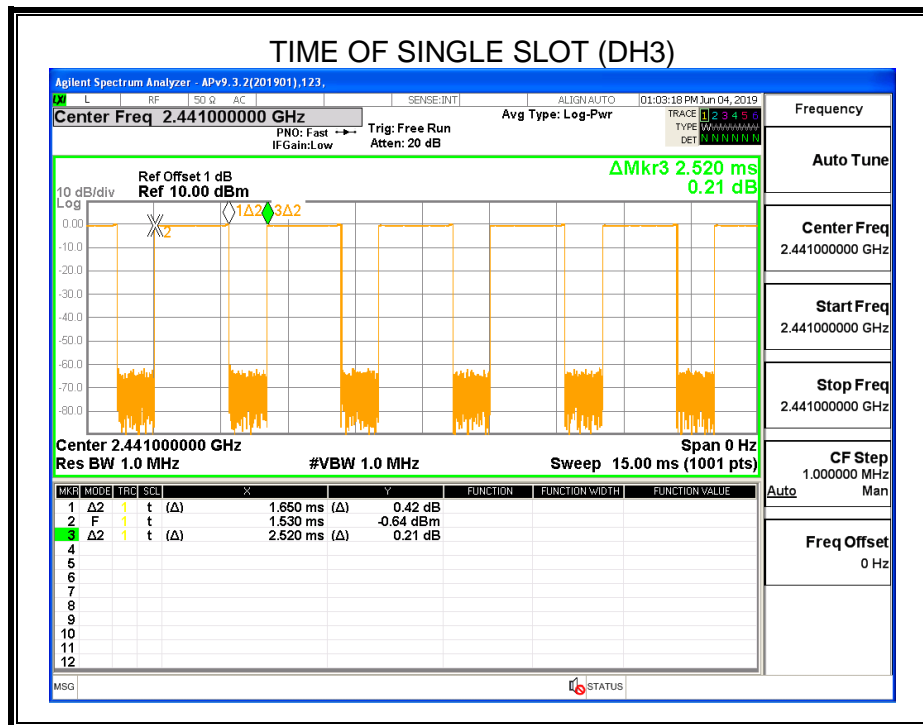 TIME OF SINGLE SLOT (DH3)
Agilent Spectrum Analyzer - APv9.3.2(201901),123,
LXI L RF 50 Ω AC SENSE:INT ALIGNAUTO 01:03:18 PM Jun 04, 2019
Center Freq 2.441000000 GHz Avg Type: Log-Pwr TRACE 1 2 3 4 5 6
PNO: Fast Trig: Free Run TYPE WWWWWW
IFGain:Low Atten: 20 dB DET N N N N N N
Frequency
Auto Tune
Center Freq
2.441000000 GHz
Start Freq
2.441000000 GHz
Stop Freq
2.441000000 GHz
CF Step
1.000000 MHz
Auto Man
Freq Offset
0 Hz
ΔMkr3 2.520 ms
0.21 dB
Ref Offset 1 dB
10 dB/div Ref 10.00 dBm
Log
1Δ2 3Δ2
0.00
2
-10.0
-20.0
-30.0
-40.0
-50.0
-60.0
-70.0
-80.0
Center 2.441000000 GHz Span 0 Hz
Res BW 1.0 MHz #VBW 1.0 MHz Sweep 15.00 ms (1001 pts)
MKR MODE TRC SCL X Y FUNCTION FUNCTION WIDTH FUNCTION VALUE
1 Δ2 1 t (Δ) 1.650 ms (Δ) 0.42 dB
2 F 1 t 1.530 ms -0.64 dBm
3 Δ2 1 t (Δ) 2.520 ms (Δ) 0.21 dB
4
5
6
7
8
9
10
11
12
MSG STATUS